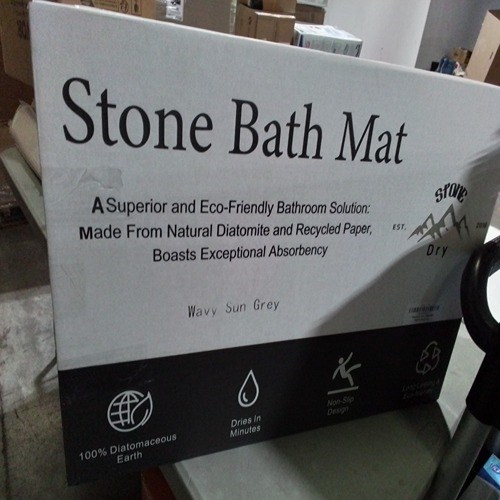 Stone Bath Mat
A Superior and Eco-Friendly Bathroom Solution:
Made From Natural Diatomite and Recycled Paper,
Boasts Exceptional Absorbency
STONE
EST.
Dry
Wavy Sun Grey
100% Diatomaceous
Earth
Dries In
Minutes
Non-Slip
Design